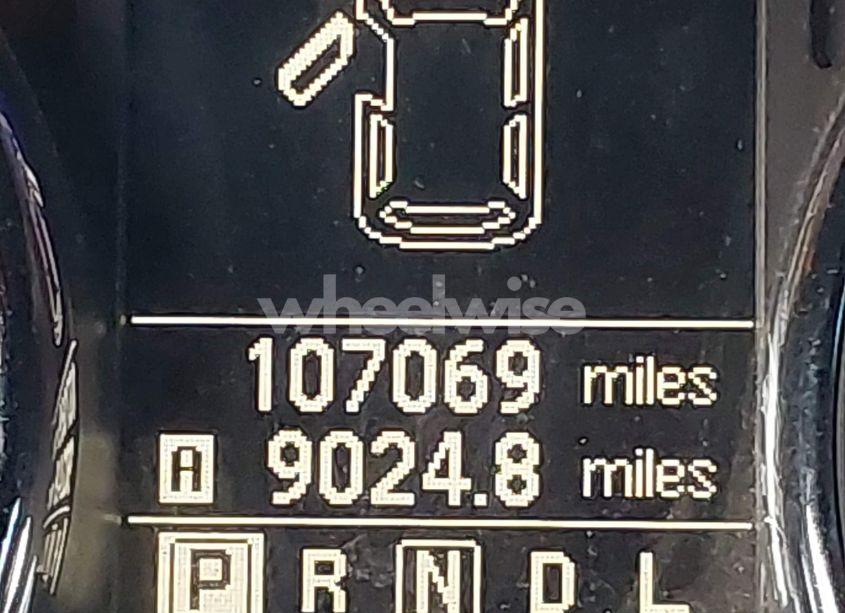 wheelwise
107069 miles
A 9024.8 miles
P R N D L